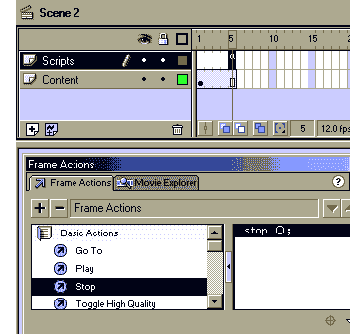 Scene 2
1 5 10 15 2
Scripts
Content
5 12.0 fps
Frame Actions
Frame Actions Movie Explorer ?
+ − Frame Actions
Basic Actions
Go To
Play
Stop
Toggle High Quality
stop ();